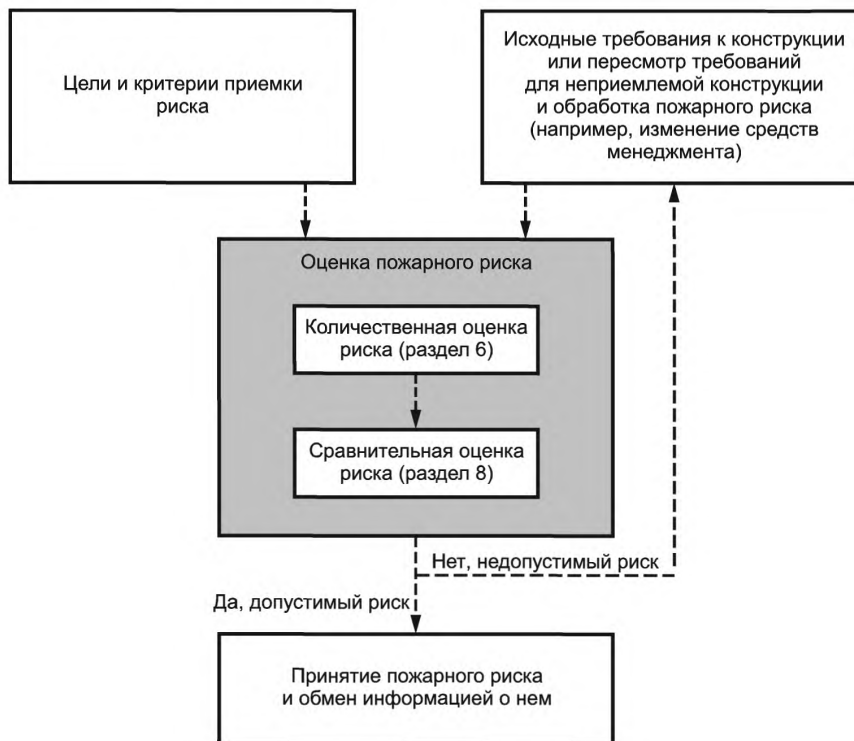 Цели и критерии приемки
риска
Исходные требования к конструкции
или пересмотр требований
для неприемлемой конструкции
и обработка пожарного риска
(например, изменение средств
менеджмента)
Оценка пожарного риска
Количественная оценка
риска (раздел 6)
Сравнительная оценка
риска (раздел 8)
Нет, недопустимый риск
Да, допустимый риск
Принятие пожарного риска
и обмен информацией о нем